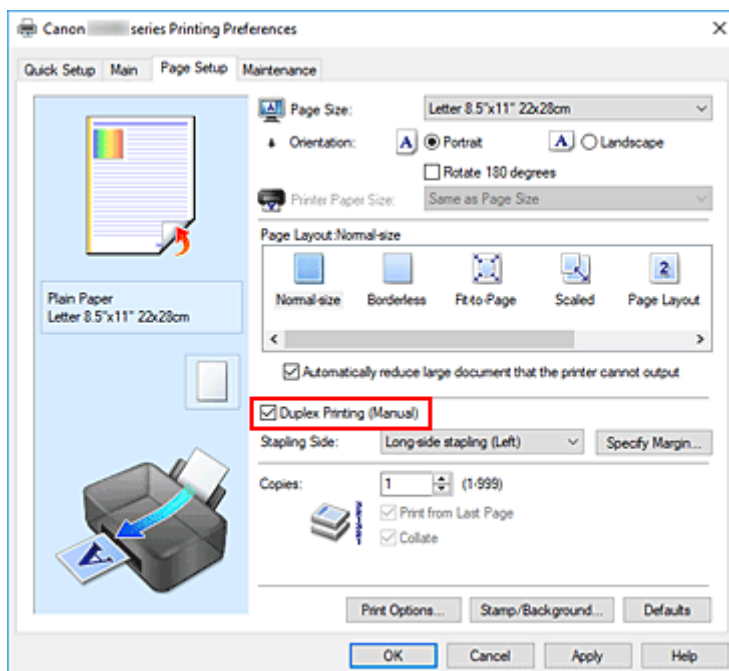 Canon series Printing Preferences
Quick Setup Main Page Setup Maintenance
Page Size: Letter 8.5"x11" 22x28cm
Orientation: A Portrait A Landscape
Rotate 180 degrees
Printer Paper Size: Same as Page Size
Page Layout:Normal-size
2
Normal-size Borderless Fit-to-Page Scaled Page Layout
Plain Paper
Letter 8.5"x11" 22x28cm
Automatically reduce large document that the printer cannot output
Duplex Printing (Manual)
Stapling Side: Long-side stapling (Left) Specify Margin...
Copies: 1 (1-999)
Print from Last Page
Collate
A
Print Options... Stamp/Background... Defaults
OK Cancel Apply Help